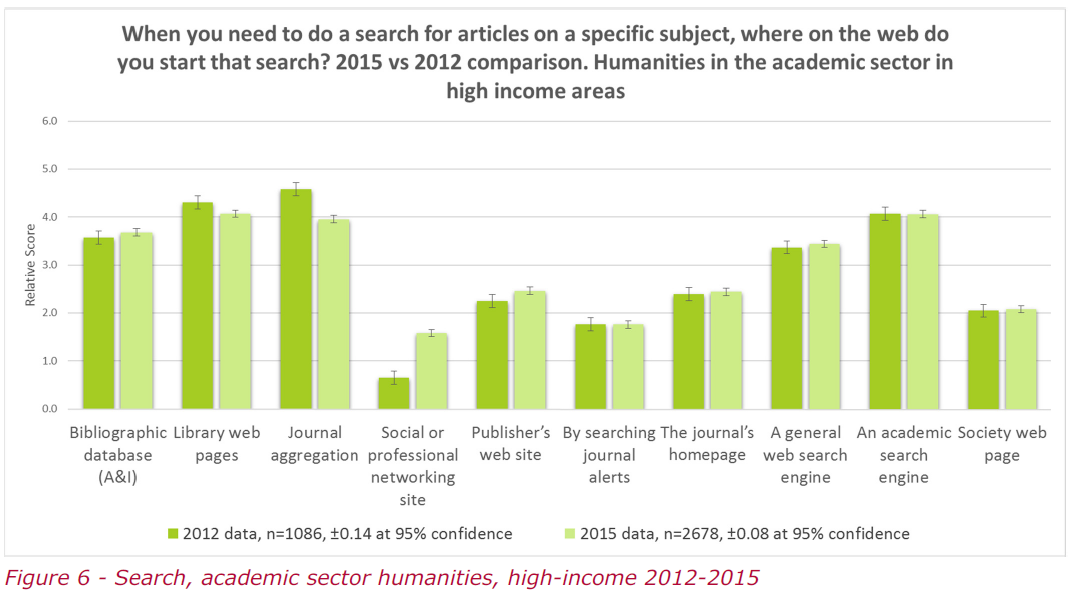 When you need to do a search for articles on a specific subject, where on the web do
you start that search? 2015 vs 2012 comparison. Humanities in the academic sector in
high income areas
6.0
5.0
4.0
3.0
2.0
1.0
0.0
Relative Score
Bibliographic
database
(A&I)
Library web
pages
Journal
aggregation
Social or
professional
networking
site
Publisher's
web site
By searching
journal
alerts
The journal's
homepage
A general
web search
engine
An academic
search
engine
Society web
page
2012 data, n=1086, ±0.14 at 95% confidence
2015 data, n=2678, ±0.08 at 95% confidence
Figure 6 - Search, academic sector humanities, high-income 2012-2015